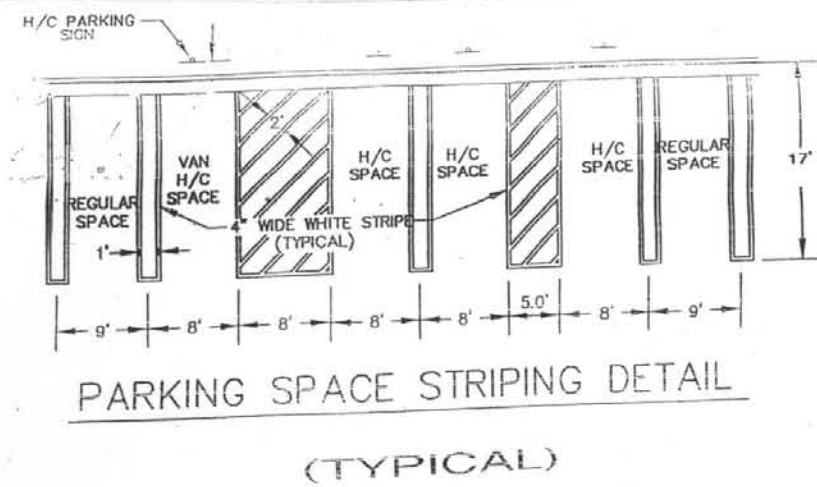 H/C PARKING
SIGN
2'
17'
VAN
H/C
SPACE
H/C
SPACE
H/C
SPACE
H/C
SPACE
REGULAR
SPACE
REGULAR
SPACE
4" WIDE WHITE STRIPE
(TYPICAL)
1'
9'
8'
8'
8'
8'
5.0'
8'
9'
PARKING SPACE STRIPING DETAIL
(TYPICAL)